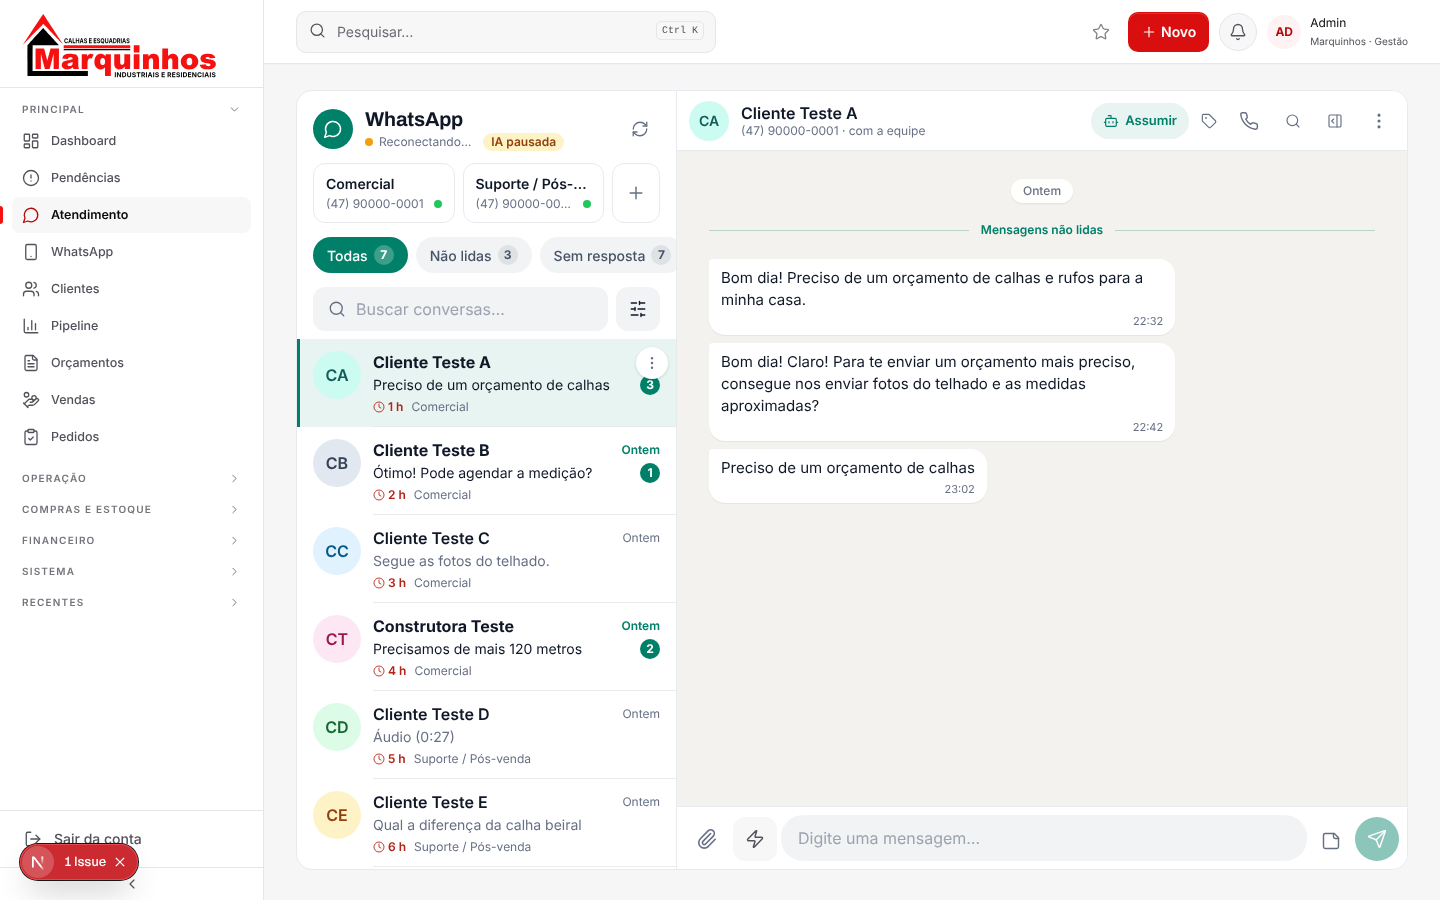 CALHAS E ESQUADRIAS
Marquinhos
INDUSTRIAIS E RESIDENCIAIS
Pesquisar...
Ctrl K
Novo
AD
Admin
Marquinhos · Gestão
PRINCIPAL
Dashboard
Pendências
Atendimento
WhatsApp
Clientes
Pipeline
Orçamentos
Vendas
Pedidos
OPERAÇÃO
COMPRAS E ESTOQUE
FINANCEIRO
SISTEMA
RECENTES
Sair da conta
N
1 Issue
WhatsApp
Reconectando...
IA pausada
Comercial
(47) 90000-0001
Suporte / Pós-...
(47) 90000-00...
Todas 7
Não lidas 3
Sem resposta 7
Buscar conversas...
CA
Cliente Teste A
Preciso de um orçamento de calhas
3
1 h Comercial
CB
Cliente Teste B
Ontem
Ótimo! Pode agendar a medição?
1
2 h Comercial
CC
Cliente Teste C
Ontem
Segue as fotos do telhado.
3 h Comercial
CT
Construtora Teste
Ontem
Precisamos de mais 120 metros
2
4 h Comercial
CD
Cliente Teste D
Ontem
Áudio (0:27)
5 h Suporte / Pós-venda
CE
Cliente Teste E
Ontem
Qual a diferença da calha beiral
6 h Suporte / Pós-venda
CA
Cliente Teste A
(47) 90000-0001 · com a equipe
Assumir
Ontem
Mensagens não lidas
Bom dia! Preciso de um orçamento de calhas e rufos para a
minha casa.
22:32
Bom dia! Claro! Para te enviar um orçamento mais preciso,
consegue nos enviar fotos do telhado e as medidas
aproximadas?
22:42
Preciso de um orçamento de calhas
23:02
Digite uma mensagem...